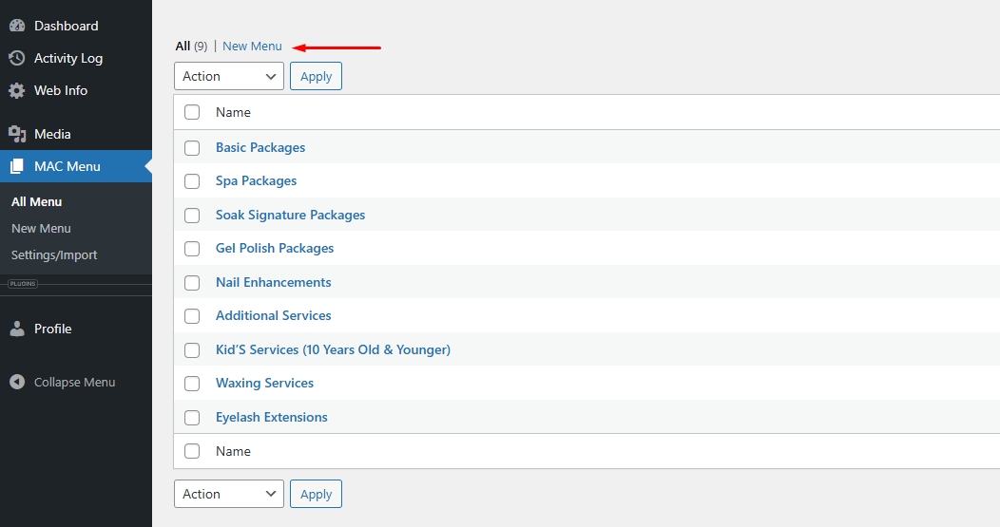 Dashboard
Activity Log
Web Info
Media
MAC Menu
All Menu
New Menu
Settings/Import
PLUGINS
Profile
Collapse Menu
All (9) | New Menu
Action Apply
Name
Basic Packages
Spa Packages
Soak Signature Packages
Gel Polish Packages
Nail Enhancements
Additional Services
Kid’S Services (10 Years Old & Younger)
Waxing Services
Eyelash Extensions
Name
Action Apply